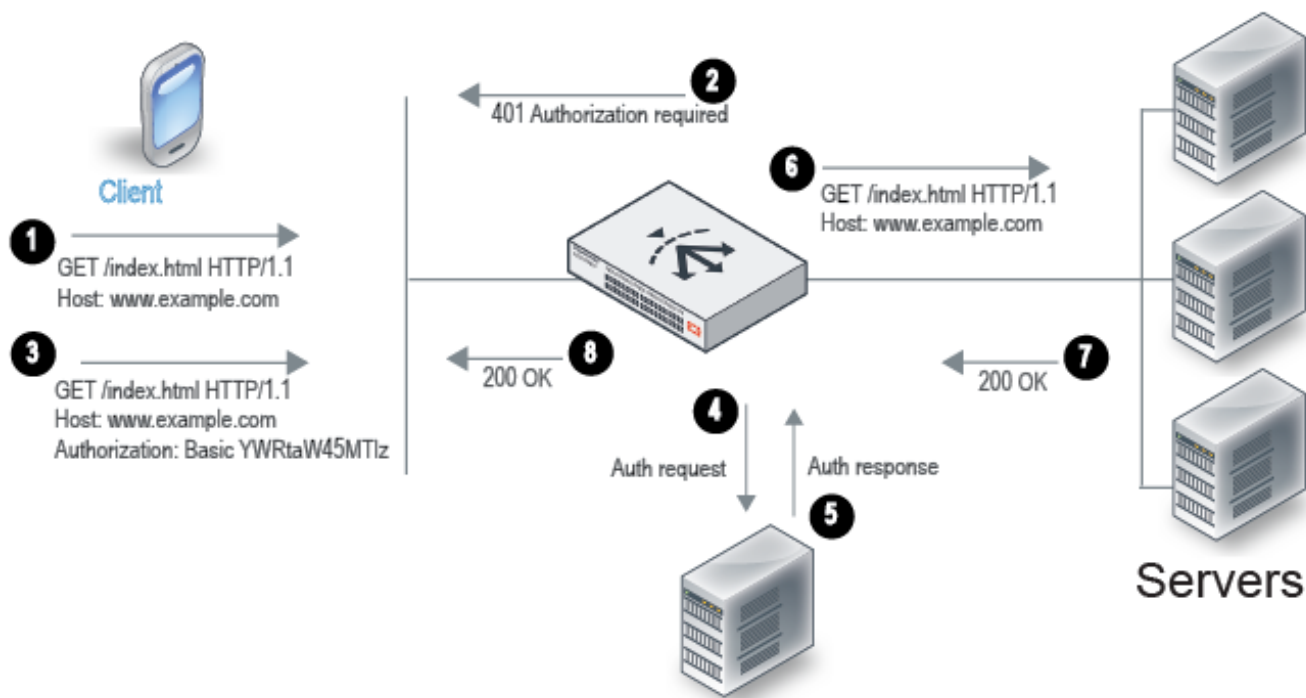 2
401 Authorization required
6
GET /index.html HTTP/1.1
Host: www.example.com
Client
1
GET /index.html HTTP/1.1
Host: www.example.com
3
GET /index.html HTTP/1.1
Host: www.example.com
Authorization: Basic YWRtaW45MTIz
8
200 OK
7
200 OK
4
Auth request
Auth response
5
Servers